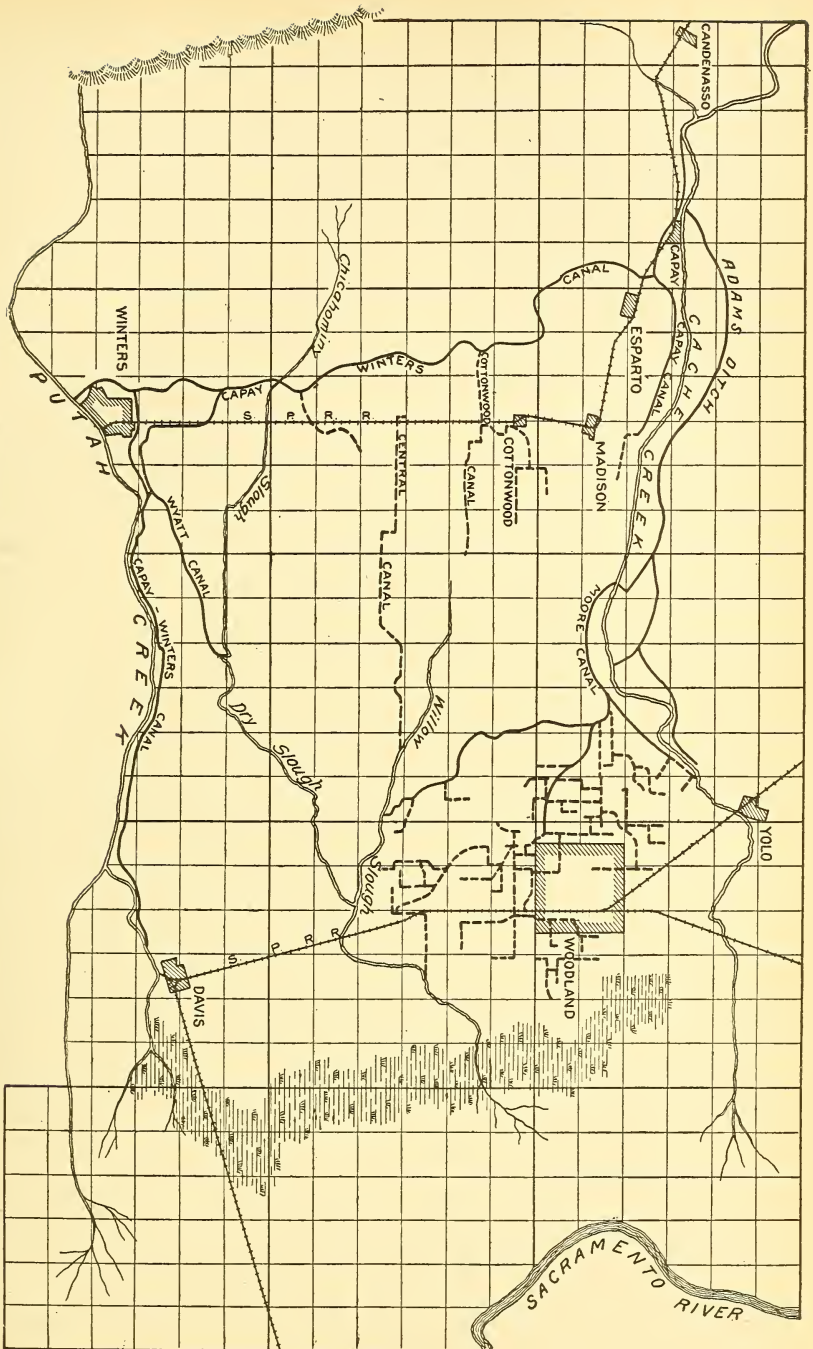 CANDENASSO
CAPAY
ADAMS DITCH
CACHE CREEK
CAPAY CANAL
ESPARTO
MADISON
CANAL
WINTERS
CAPAY
COTTONWOOD
COTTONWOOD
CANAL
CENTRAL
CANAL
S. P. R. R.
Chicahominy
Slough
WINTERS
PUTAH
CREEK
WYATT CANAL
CAPAY - WINTERS
CANAL
MOORE CANAL
Dry
Slough
Willow
Slough
YOLO
WOODLAND
S. P. R R.
DAVIS
SACRAMENTO
RIVER